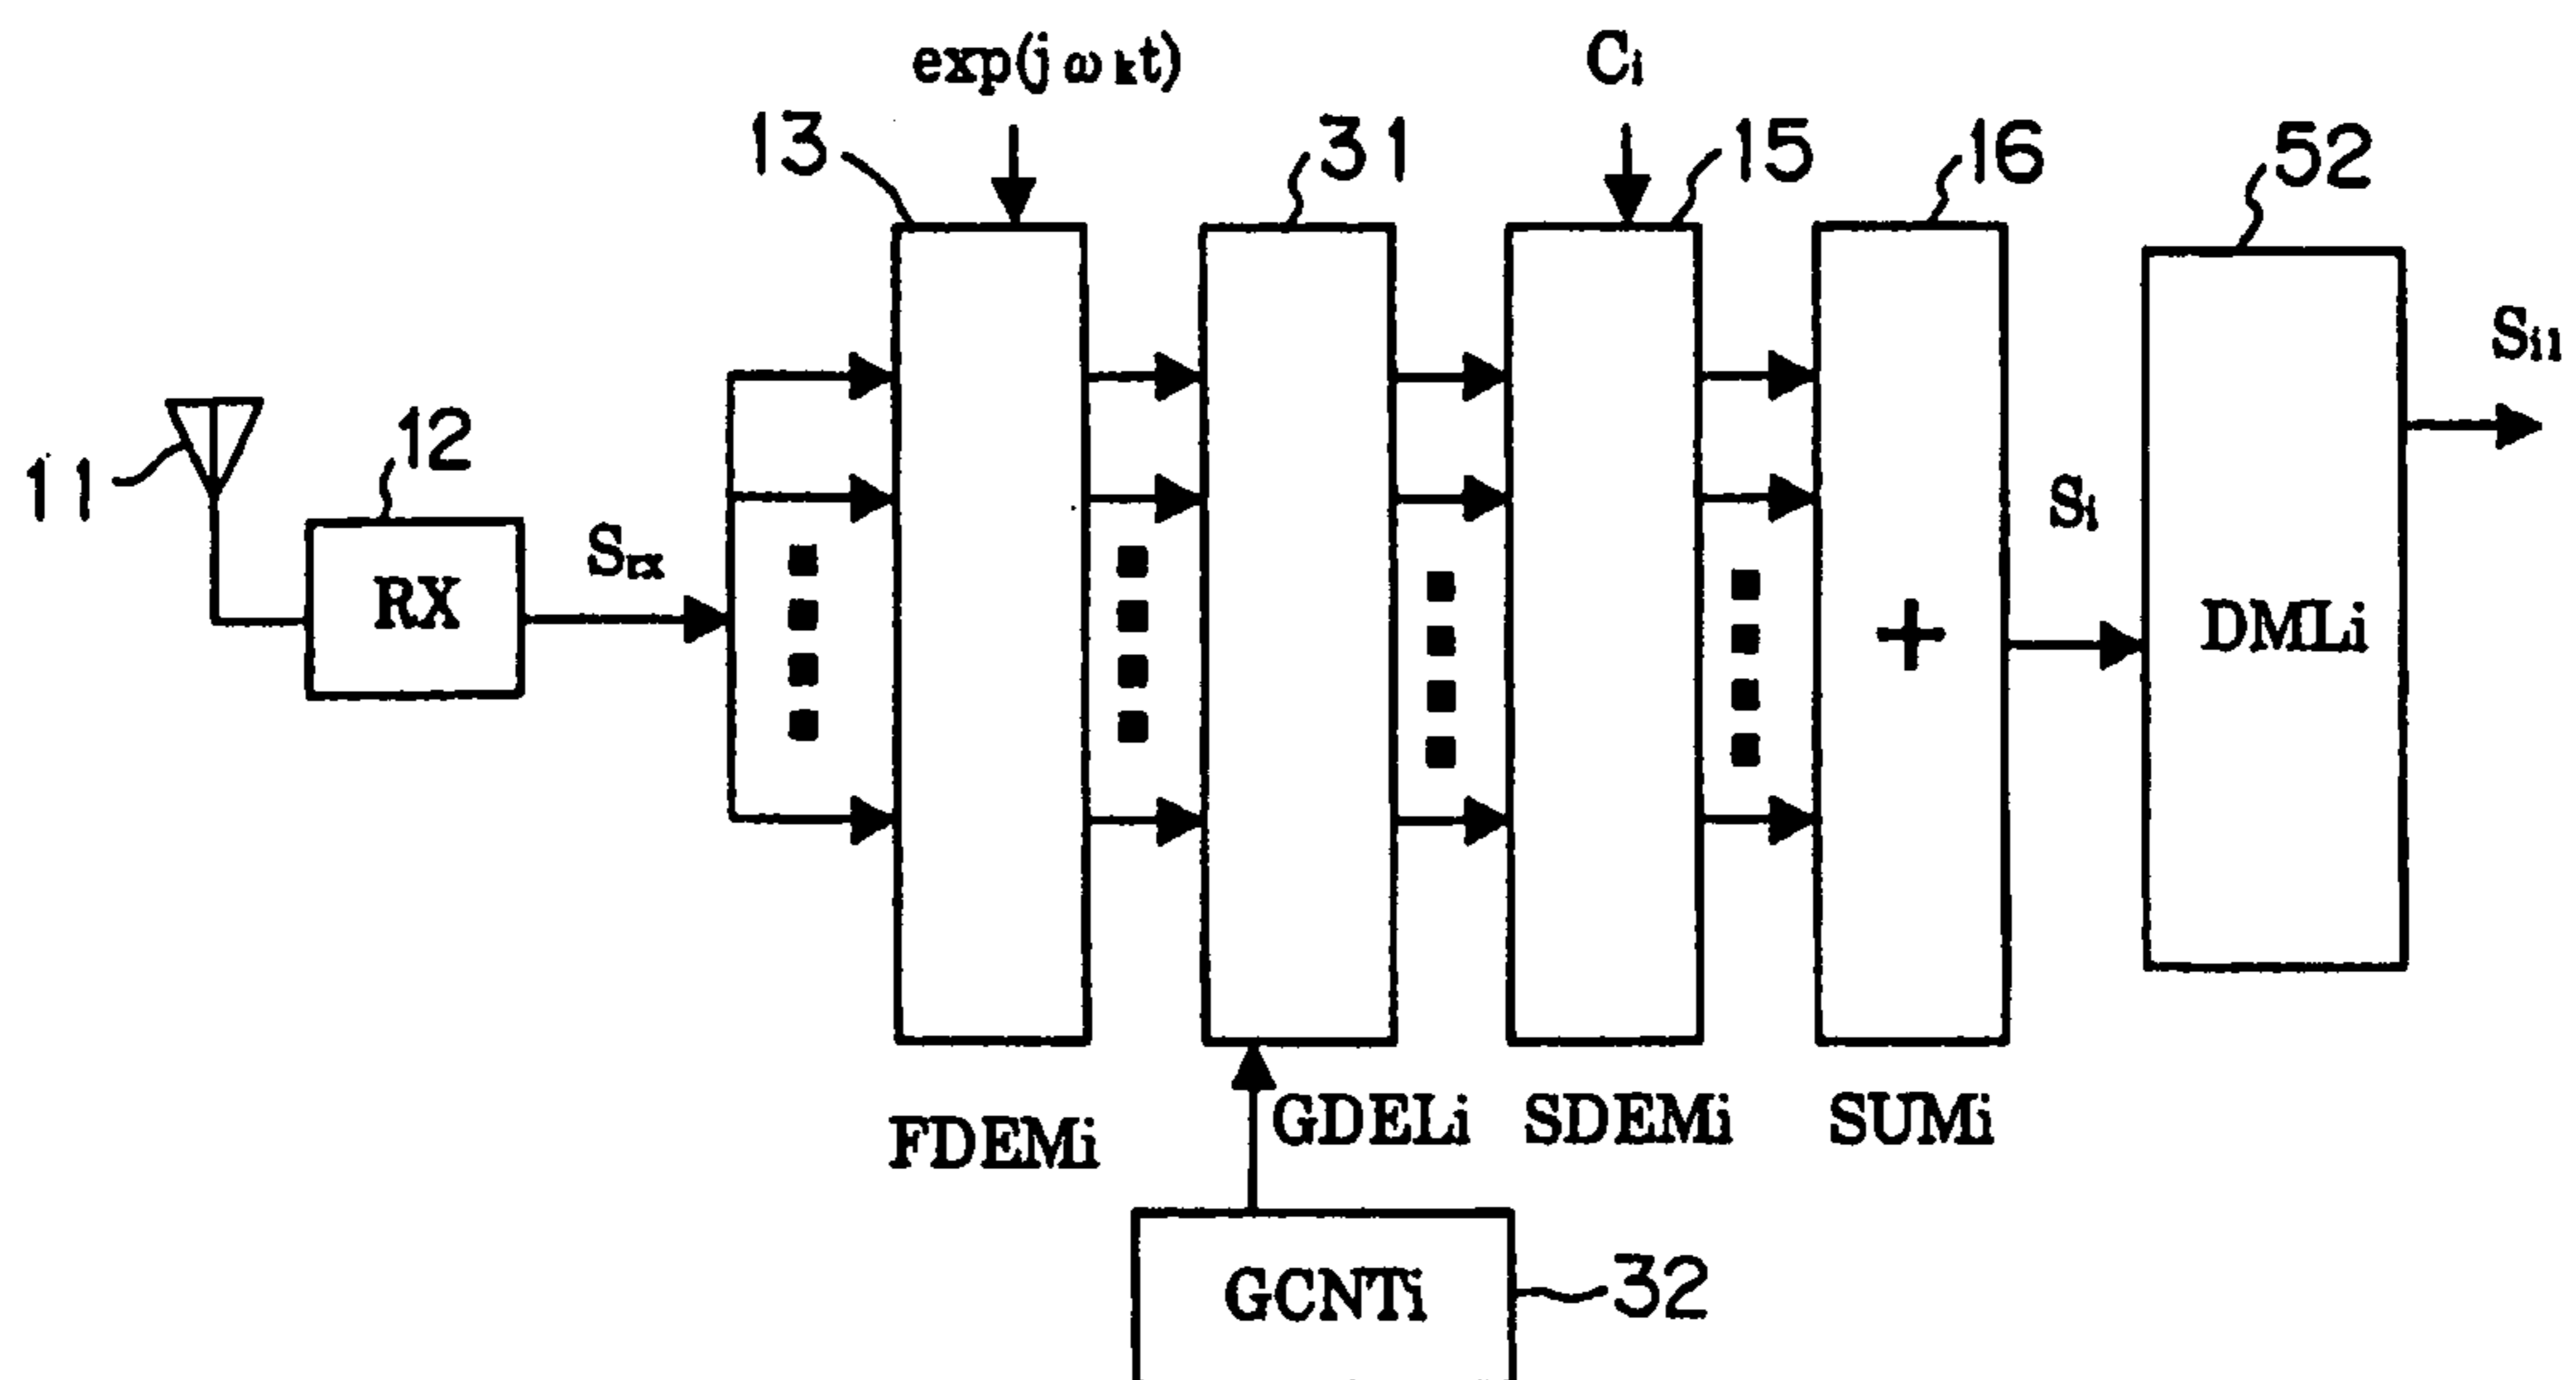 exp(jωkt)
Ci
13
31
15
16
52
11
12
RX
Srx
+
Si
DMLi
Si1
FDEMi
GDELi
SDEMi
SUMi
GCNTi
32